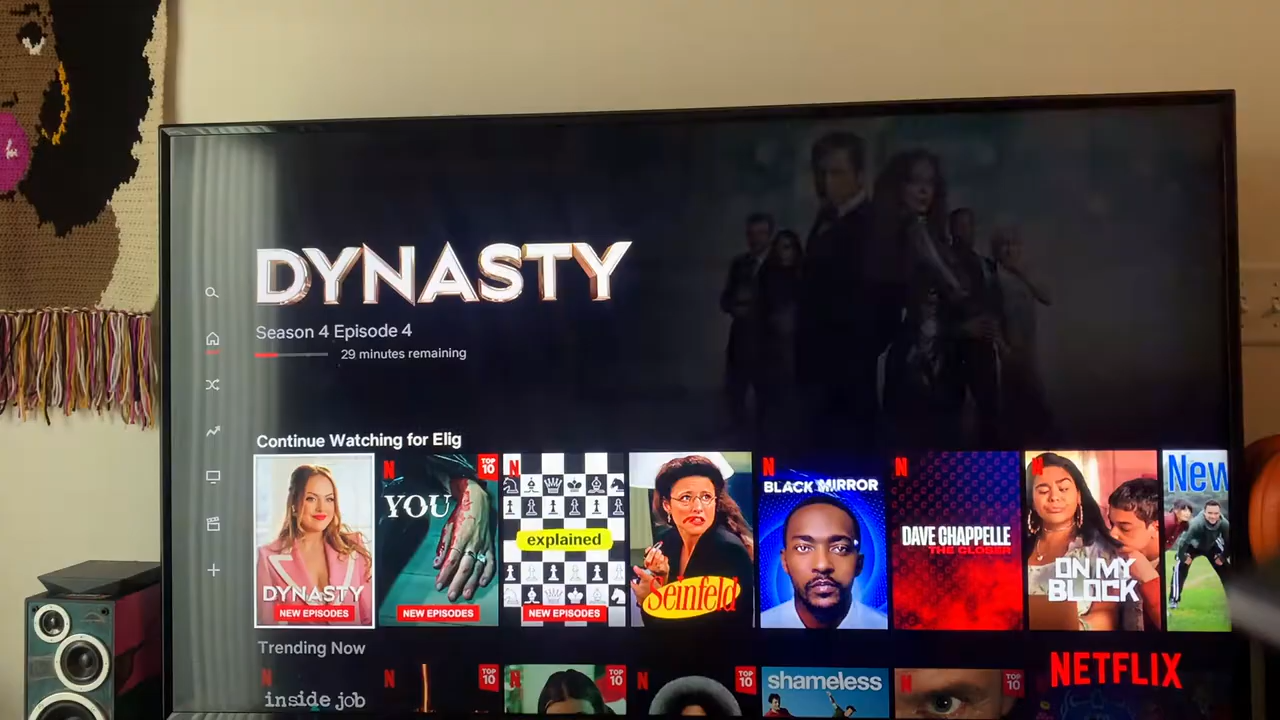 DYNASTY
Season 4 Episode 4
29 minutes remaining
Continue Watching for Elig
DYNASTY
NEW EPISODES
N
TOP
10
YOU
NEW EPISODES
N
explained
NEW EPISODES
Seinfeld
N
BLACK MIRROR
N
DAVE CHAPPELLE
THE CLOSER
N
ON MY
BLOCK
New
Trending Now
N
inside job
N
TOP
10
N
TOP
10
N
TOP
10
shameless
N
TOP
10
NETFLIX